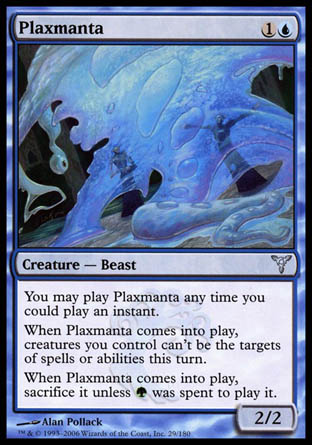 Plaxmanta 1
Creature — Beast
You may play Plaxmanta any time you
could play an instant.
When Plaxmanta comes into play,
creatures you control can't be the targets
of spells or abilities this turn.
When Plaxmanta comes into play,
sacrifice it unless was spent to play it.
Alan Pollack 2/2
™ & © 1993-2006 Wizards of the Coast, Inc. 29/180